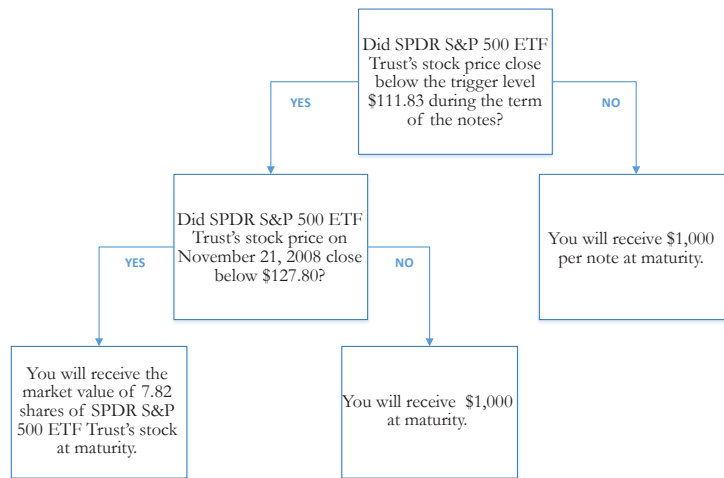 Did SPDR S&P 500 ETF
Trust's stock price close
below the trigger level
$111.83 during the term
of the notes?
YES
NO
Did SPDR S&P 500 ETF
Trust's stock price on
November 21, 2008 close
below $127.80?
You will receive $1,000
per note at maturity.
YES
NO
You will receive the
market value of 7.82
shares of SPDR S&P
500 ETF Trust's stock
at maturity.
You will receive $1,000
at maturity.